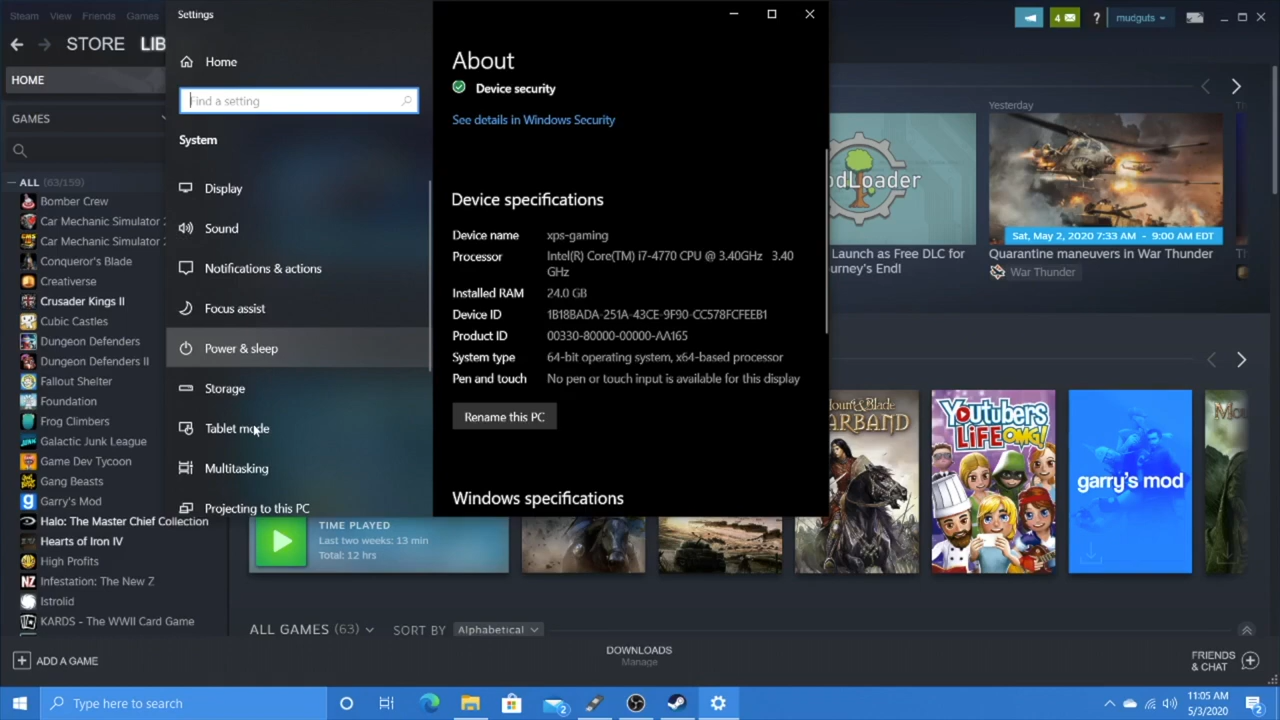 Steam View Friends Games
4
?
mudguts
STORE
HOME
GAMES
ALL (63/159)
Bomber Crew
Car Mechanic Simulator
Car Mechanic Simulator
Conqueror's Blade
Creativerse
Crusader Kings II
Cubic Castles
Dungeon Defenders
Dungeon Defenders II
Fallout Shelter
Foundation
Frog Climbers
Galactic Junk League
Game Dev Tycoon
Gang Beasts
Garry's Mod
Halo: The Master Chief Collection
Hearts of Iron IV
High Profits
Infestation: The New Z
Istrolid
KARDS - The WWII Card Game
Settings
Home
Find a setting
System
Display
Sound
Notifications & actions
Focus assist
Power & sleep
Storage
Tablet mode
Multitasking
Projecting to this PC
About
Device security
See details in Windows Security
Device specifications
Device name xps-gaming
Processor Intel(R) Core(TM) i7-4770 CPU @ 3.40GHz 3.40
GHz
Installed RAM 24.0 GB
Device ID 1B18BADA-251A-43CE-9F90-CC578FCFEEB1
Product ID 00330-80000-00000-AA165
System type 64-bit operating system, x64-based processor
Pen and touch No pen or touch input is available for this display
Rename this PC
Windows specifications
Yesterday
Sat, May 2, 2020 7:33 AM - 9:00 AM EDT
Launch as Free DLC for
Quarantine maneuvers in War Thunder
War Thunder
YouTubers
LiFE OMG!
garry's mod
TIME PLAYED
Last two weeks: 13 min
Total: 12 hrs
ALL GAMES (63) SORT BY Alphabetical
ADD A GAME
DOWNLOADS
Manage
FRIENDS
& CHAT
Type here to search
2
11:05 AM
5/3/2020
2